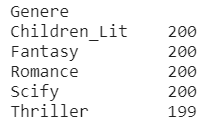 Genere
Children_Lit    200
Fantasy         200
Romance         200
Scify           200
Thriller        199